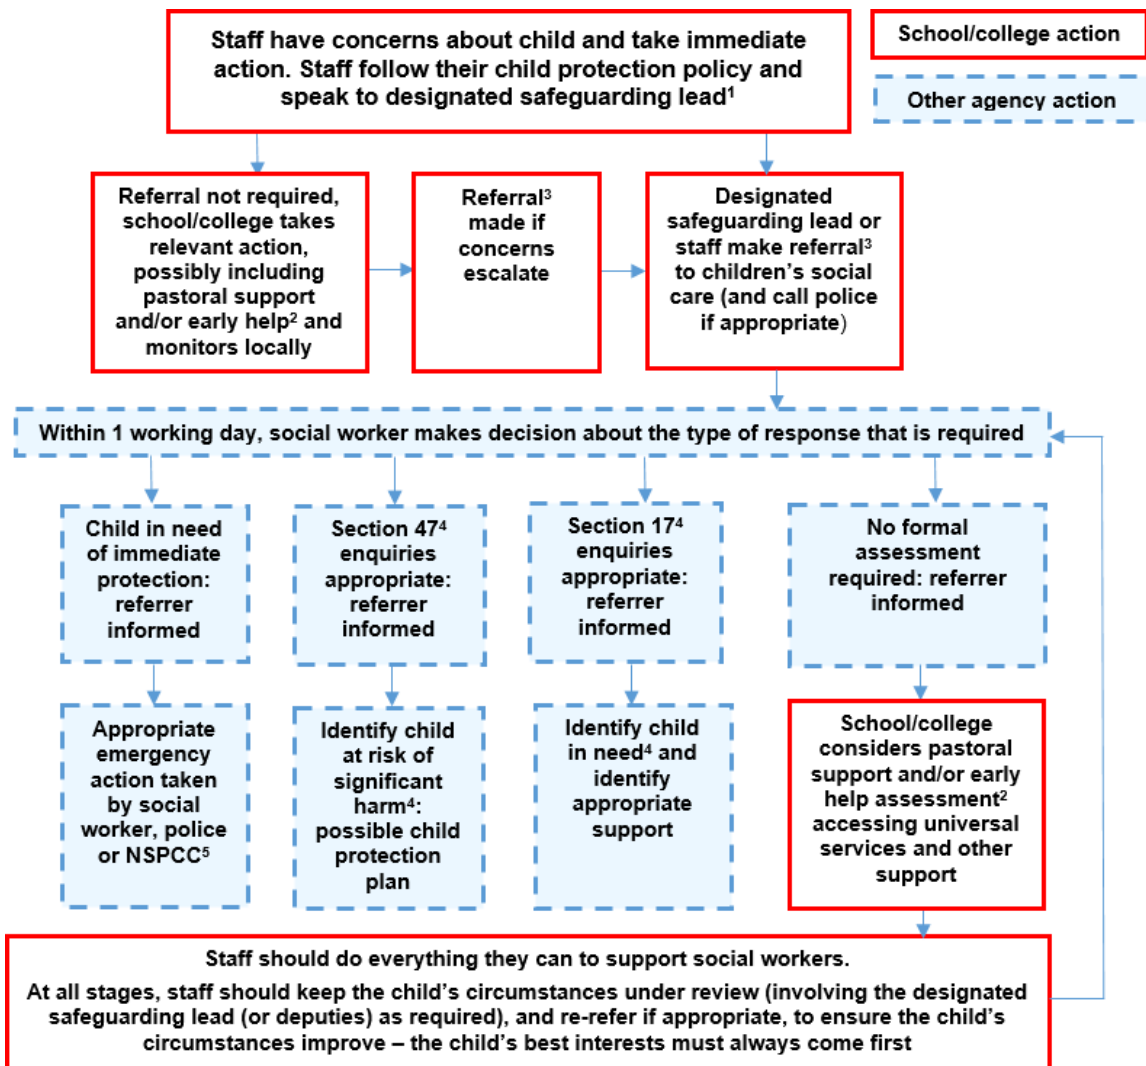 Staff have concerns about child and take immediate
action. Staff follow their child protection policy and
speak to designated safeguarding lead¹
School/college action
Other agency action
Referral not required,
school/college takes
relevant action,
possibly including
pastoral support
and/or early help² and
monitors locally
Referral³
made if
concerns
escalate
Designated
safeguarding lead or
staff make referral³
to children’s social
care (and call police
if appropriate)
Within 1 working day, social worker makes decision about the type of response that is required
Child in need
of immediate
protection:
referrer
informed
Section 47⁴
enquiries
appropriate:
referrer
informed
Section 17⁴
enquiries
appropriate:
referrer
informed
No formal
assessment
required: referrer
informed
Appropriate
emergency
action taken
by social
worker, police
or NSPCC⁵
Identify child
at risk of
significant
harm⁴:
possible child
protection
plan
Identify child
in need⁴ and
identify
appropriate
support
School/college
considers pastoral
support and/or early
help assessment²
accessing universal
services and other
support
Staff should do everything they can to support social workers.
At all stages, staff should keep the child’s circumstances under review (involving the designated
safeguarding lead (or deputies) as required), and re-refer if appropriate, to ensure the child’s
circumstances improve – the child’s best interests must always come first